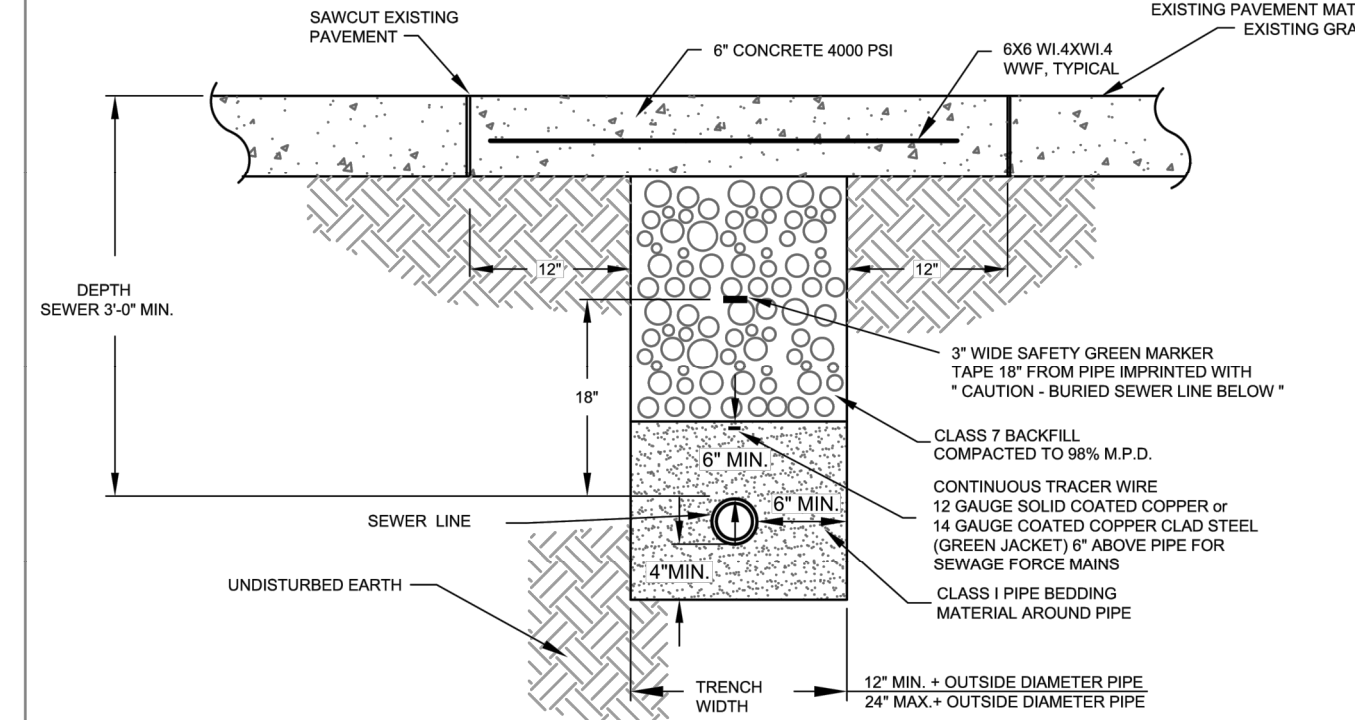 SAWCUT EXISTING
PAVEMENT
6" CONCRETE 4000 PSI
6X6 WI.4XWI.4
WWF, TYPICAL
EXISTING PAVEMENT MAT
EXISTING GRA
DEPTH
SEWER 3'-0" MIN.
12"
12"
18"
3" WIDE SAFETY GREEN MARKER
TAPE 18" FROM PIPE IMPRINTED WITH
" CAUTION - BURIED SEWER LINE BELOW "
CLASS 7 BACKFILL
COMPACTED TO 98% M.P.D.
6" MIN.
6" MIN.
CONTINUOUS TRACER WIRE
12 GAUGE SOLID COATED COPPER or
14 GAUGE COATED COPPER CLAD STEEL
(GREEN JACKET) 6" ABOVE PIPE FOR
SEWAGE FORCE MAINS
SEWER LINE
4"MIN.
UNDISTURBED EARTH
CLASS I PIPE BEDDING
MATERIAL AROUND PIPE
TRENCH
WIDTH
12" MIN. + OUTSIDE DIAMETER PIPE
24" MAX.+ OUTSIDE DIAMETER PIPE